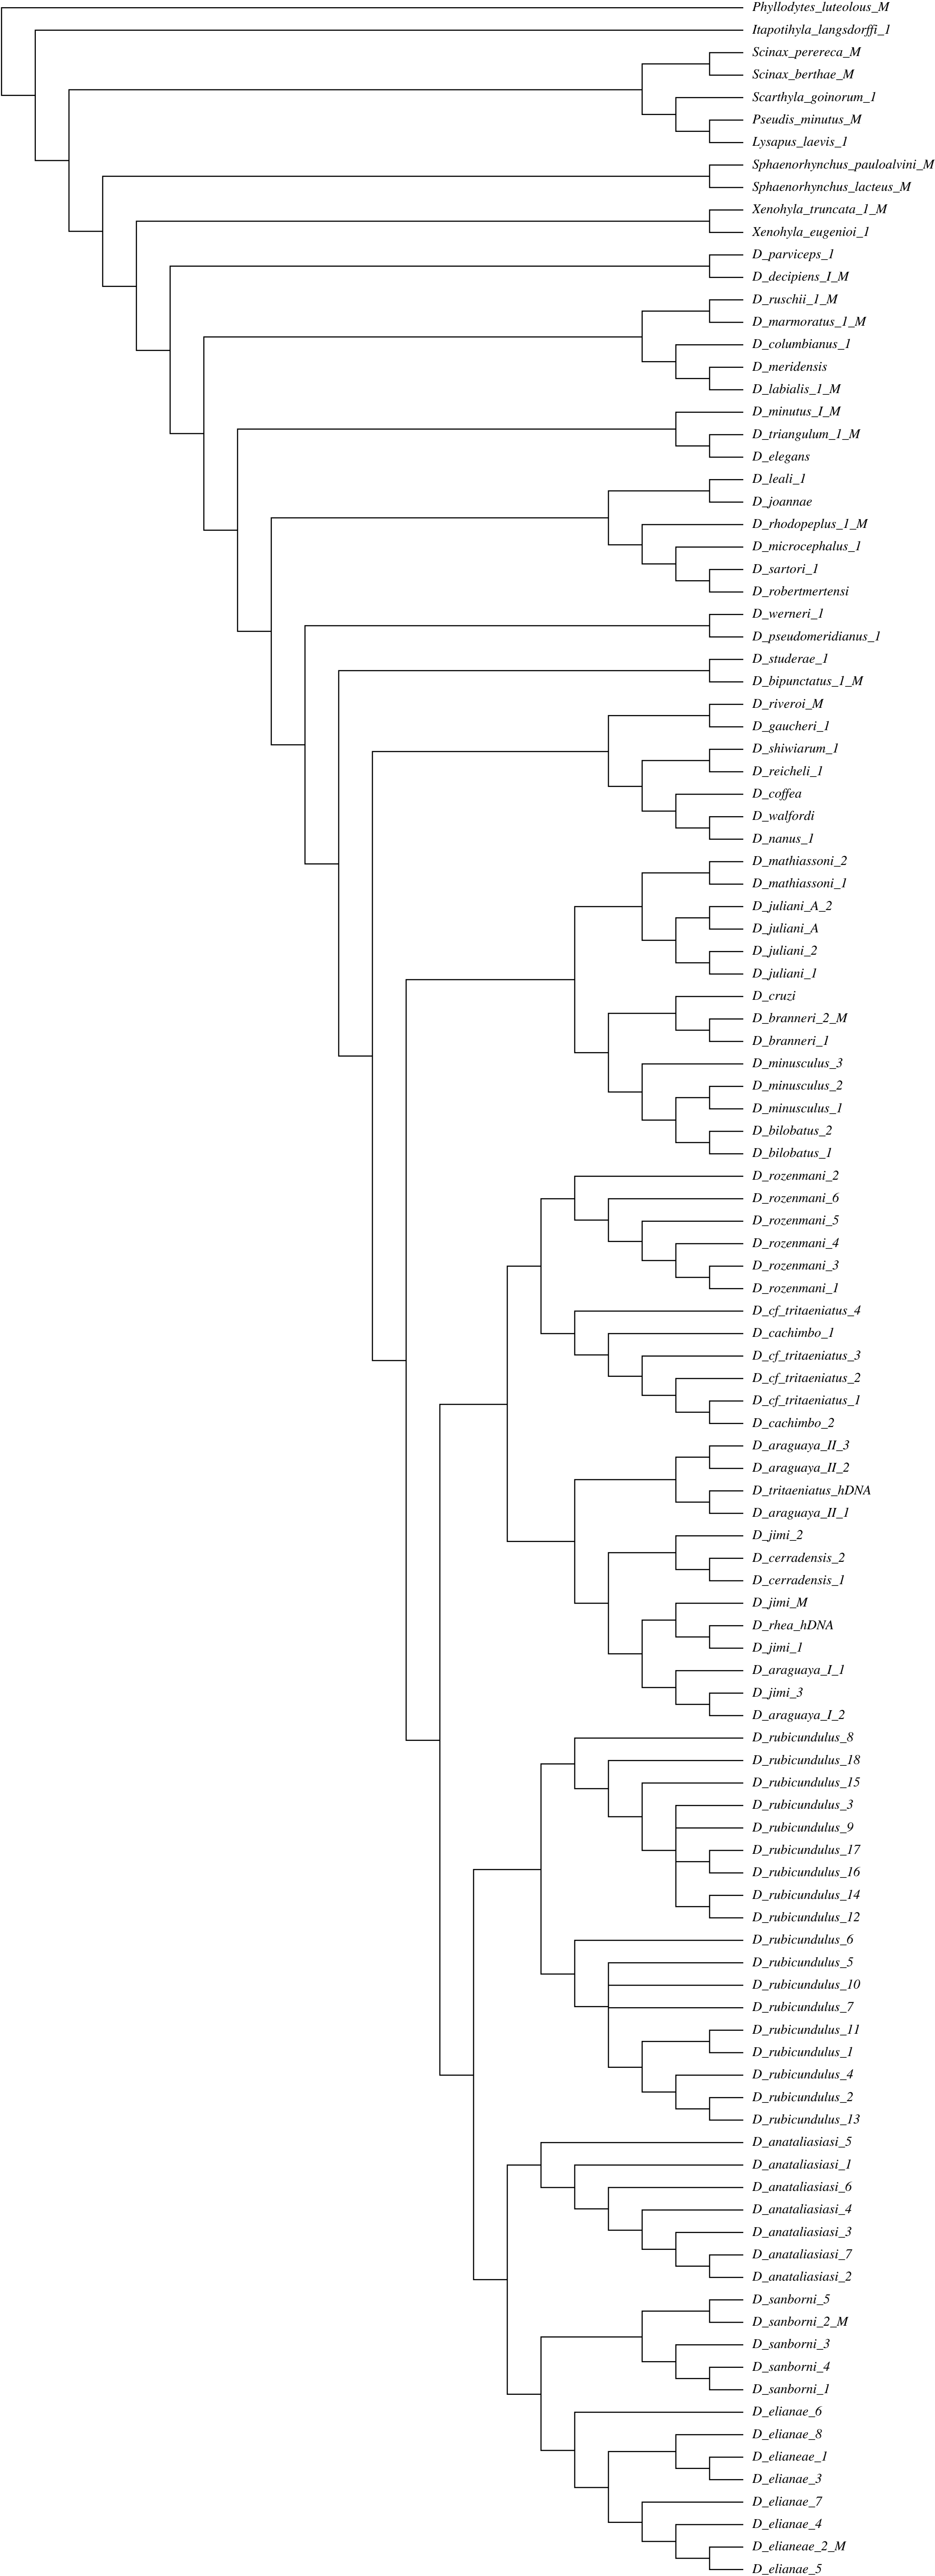 Phyllodytes_luteolous_M
Itapotihyla_langsdorffi_1
Scinax_perereca_M
Scinax_berthae_M
Scarthyla_goinorum_1
Pseudis_minutus_M
Lysapus_laevis_1
Sphaenorhynchus_pauloalvini_M
Sphaenorhynchus_lacteus_M
Xenohyla_truncata_1_M
Xenohyla_eugenioi_1
D_parviceps_1
D_decipiens_I_M
D_ruschii_1_M
D_marmoratus_1_M
D_columbianus_1
D_meridensis
D_labialis_1_M
D_minutus_I_M
D_triangulum_1_M
D_elegans
D_leali_1
D_joannae
D_rhodopeplus_1_M
D_microcephalus_1
D_sartori_1
D_robertmertensi
D_werneri_1
D_pseudomeridianus_1
D_studerae_1
D_bipunctatus_1_M
D_riveroi_M
D_gaucheri_1
D_shiwiarum_1
D_reicheli_1
D_coffea
D_walfordi
D_nanus_1
D_mathiassoni_2
D_mathiassoni_1
D_juliani_A_2
D_juliani_A
D_juliani_2
D_juliani_1
D_cruzi
D_branneri_2_M
D_branneri_1
D_minusculus_3
D_minusculus_2
D_minusculus_1
D_bilobatus_2
D_bilobatus_1
D_rozenmani_2
D_rozenmani_6
D_rozenmani_5
D_rozenmani_4
D_rozenmani_3
D_rozenmani_1
D_cf_tritaeniatus_4
D_cachimbo_1
D_cf_tritaeniatus_3
D_cf_tritaeniatus_2
D_cf_tritaeniatus_1
D_cachimbo_2
D_araguaya_II_3
D_araguaya_II_2
D_tritaeniatus_hDNA
D_araguaya_II_1
D_jimi_2
D_cerradensis_2
D_cerradensis_1
D_jimi_M
D_rhea_hDNA
D_jimi_1
D_araguaya_I_1
D_jimi_3
D_araguaya_I_2
D_rubicundulus_8
D_rubicundulus_18
D_rubicundulus_15
D_rubicundulus_3
D_rubicundulus_9
D_rubicundulus_17
D_rubicundulus_16
D_rubicundulus_14
D_rubicundulus_12
D_rubicundulus_6
D_rubicundulus_5
D_rubicundulus_10
D_rubicundulus_7
D_rubicundulus_11
D_rubicundulus_1
D_rubicundulus_4
D_rubicundulus_2
D_rubicundulus_13
D_anataliasiasi_5
D_anataliasiasi_1
D_anataliasiasi_6
D_anataliasiasi_4
D_anataliasiasi_3
D_anataliasiasi_7
D_anataliasiasi_2
D_sanborni_5
D_sanborni_2_M
D_sanborni_3
D_sanborni_4
D_sanborni_1
D_elianae_6
D_elianae_8
D_elianeae_1
D_elianae_3
D_elianae_7
D_elianae_4
D_elianeae_2_M
D_elianae_5